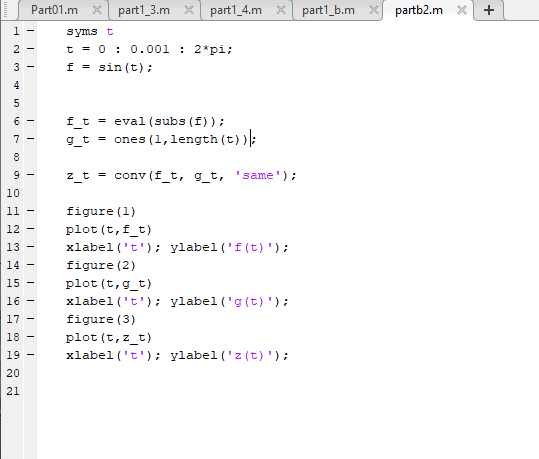 Part01.m × part1_3.m × part1_4.m × part1_b.m × partb2.m × +
1 – syms t
2 – t = 0 : 0.001 : 2*pi;
3 – f = sin(t);
4
5
6 – f_t = eval(subs(f));
7 – g_t = ones(1,length(t));
8
9 – z_t = conv(f_t, g_t, 'same');
10
11 – figure(1)
12 – plot(t,f_t)
13 – xlabel('t'); ylabel('f(t)');
14 – figure(2)
15 – plot(t,g_t)
16 – xlabel('t'); ylabel('g(t)');
17 – figure(3)
18 – plot(t,z_t)
19 – xlabel('t'); ylabel('z(t)');
20
21